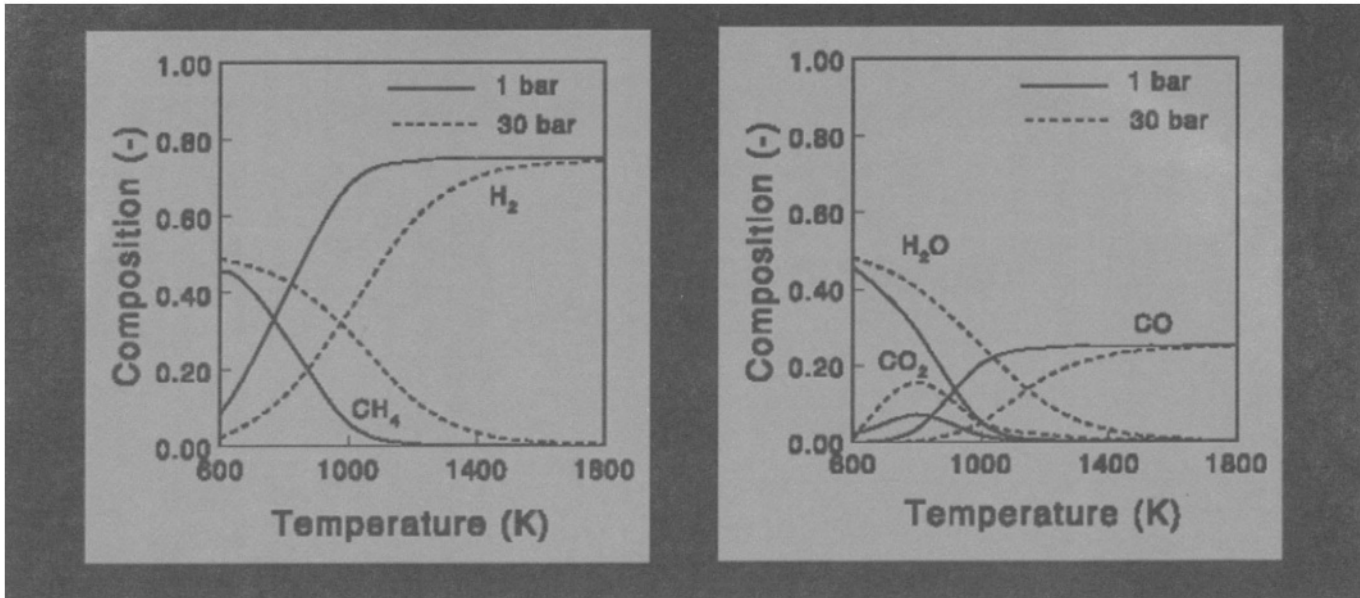 1.00
0.80
0.60
0.40
0.20
0.00
Composition (-)
1 bar
30 bar
H₂
CH₄
600 1000 1400 1800
Temperature (K)
1.00
0.80
0.60
0.40
0.20
0.00
Composition (-)
1 bar
30 bar
H₂O
CO
CO₂
600 1000 1400 1800
Temperature (K)